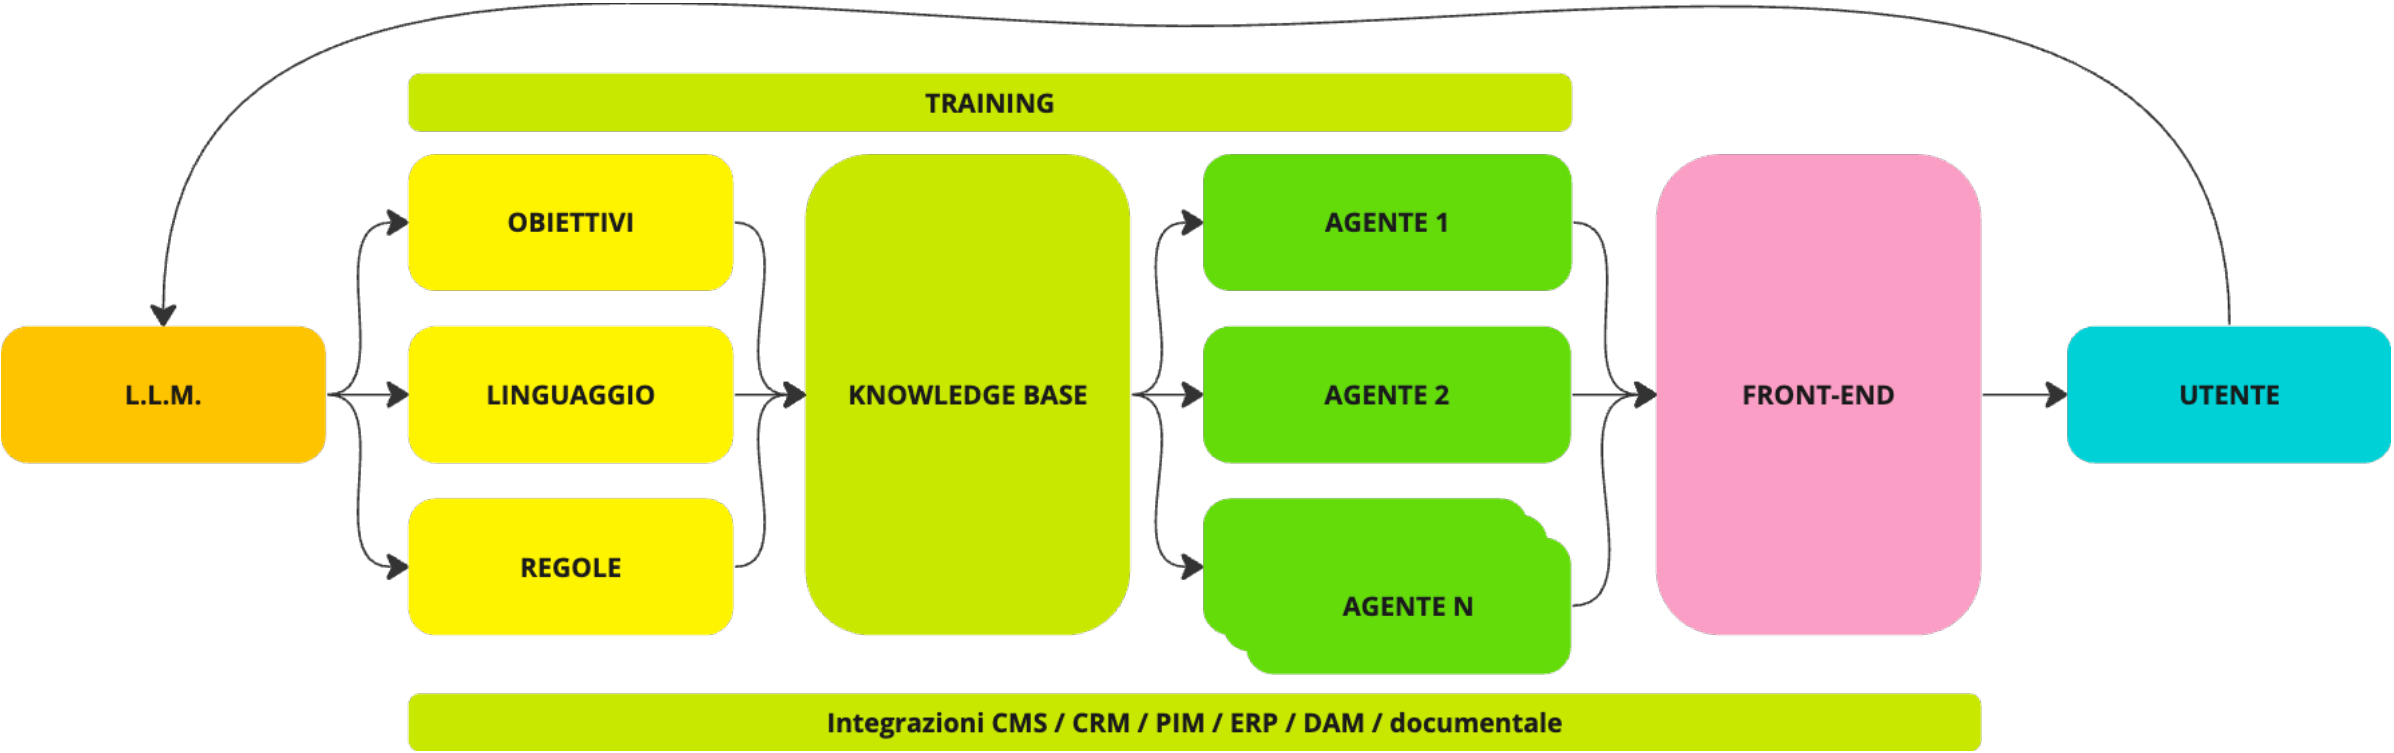 TRAINING
OBIETTIVI
AGENTE 1
L.L.M.
LINGUAGGIO
KNOWLEDGE BASE
AGENTE 2
FRONT-END
UTENTE
REGOLE
AGENTE N
Integrazioni CMS / CRM / PIM / ERP / DAM / documentale